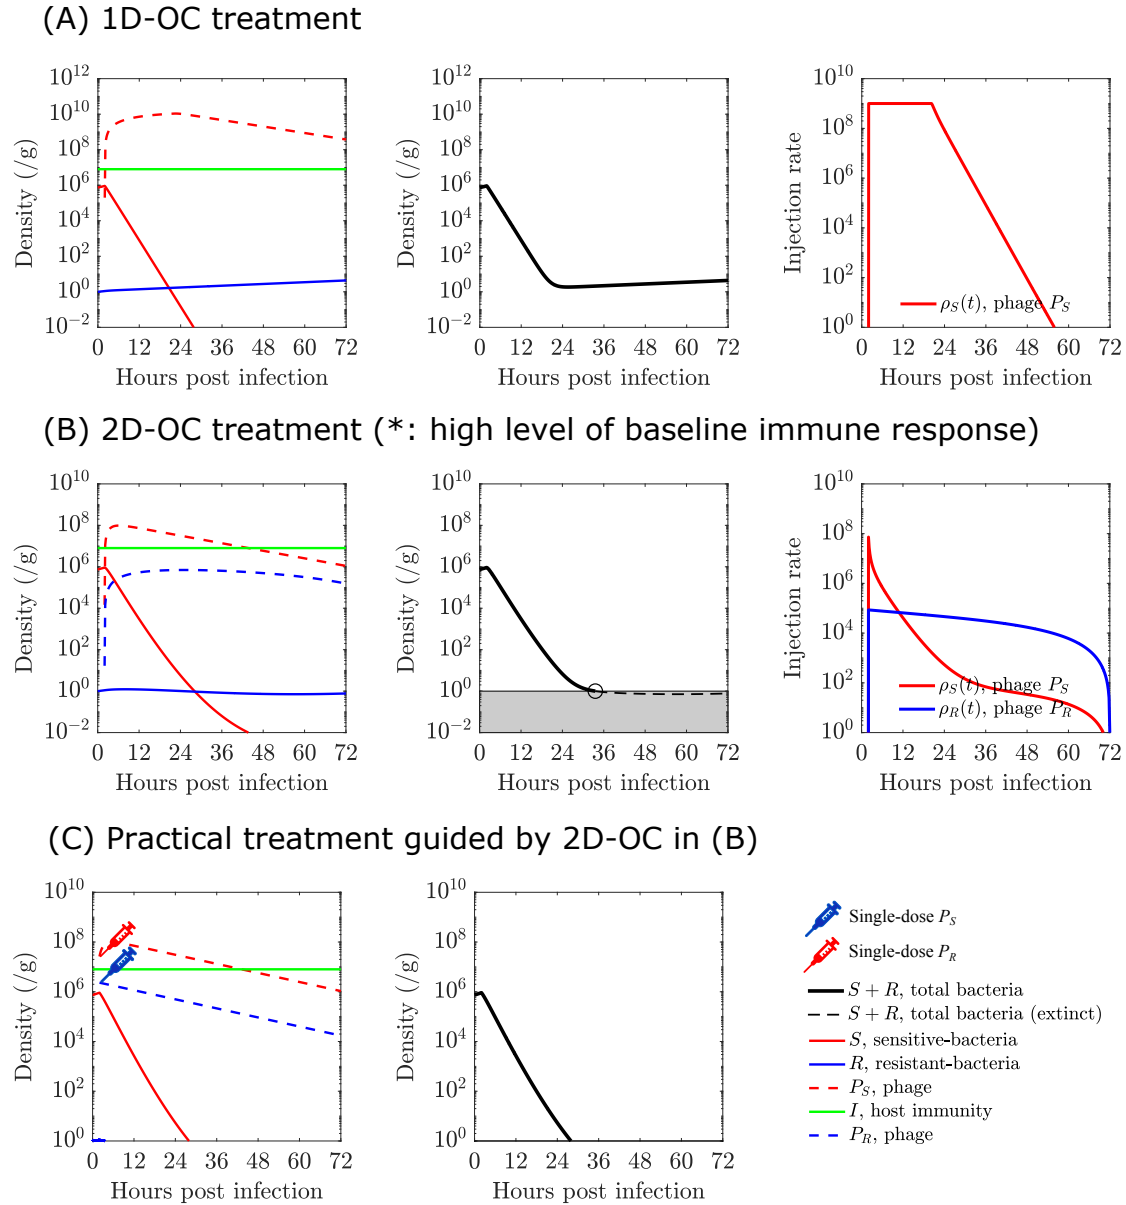 (A) 1D-OC treatment
Density (/g)
10^12
10^10
10^8
10^6
10^4
10^2
10^0
10^-2
0 12 24 36 48 60 72
Hours post infection
Density (/g)
10^12
10^10
10^8
10^6
10^4
10^2
10^0
10^-2
0 12 24 36 48 60 72
Hours post infection
Injection rate
10^10
10^8
10^6
10^4
10^2
10^0
ρ_S(t), phage P_S
0 12 24 36 48 60 72
Hours post infection
(B) 2D-OC treatment (*: high level of baseline immune response)
Density (/g)
10^10
10^8
10^6
10^4
10^2
10^0
10^-2
0 12 24 36 48 60 72
Hours post infection
Density (/g)
10^10
10^8
10^6
10^4
10^2
10^0
10^-2
0 12 24 36 48 60 72
Hours post infection
Injection rate
10^10
10^8
10^6
10^4
10^2
10^0
ρ_S(t), phage P_S
ρ_R(t), phage P_R
0 12 24 36 48 60 72
Hours post infection
(C) Practical treatment guided by 2D-OC in (B)
Density (/g)
10^10
10^8
10^6
10^4
10^2
10^0
0 12 24 36 48 60 72
Hours post infection
Density (/g)
10^10
10^8
10^6
10^4
10^2
10^0
0 12 24 36 48 60 72
Hours post infection
Single-dose P_S
Single-dose P_R
S + R, total bacteria
S + R, total bacteria (extinct)
S, sensitive-bacteria
R, resistant-bacteria
P_S, phage
I, host immunity
P_R, phage